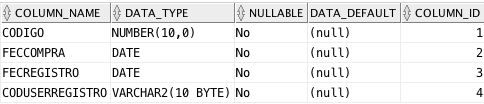 COLUMN_NAME DATA_TYPE NULLABLE DATA_DEFAULT COLUMN_ID
CODIGO NUMBER(10,0) No (null) 1
FECCOMPRA DATE No (null) 2
FECREGISTRO DATE No (null) 3
CODUSERREGISTRO VARCHAR2(10 BYTE) No (null) 4